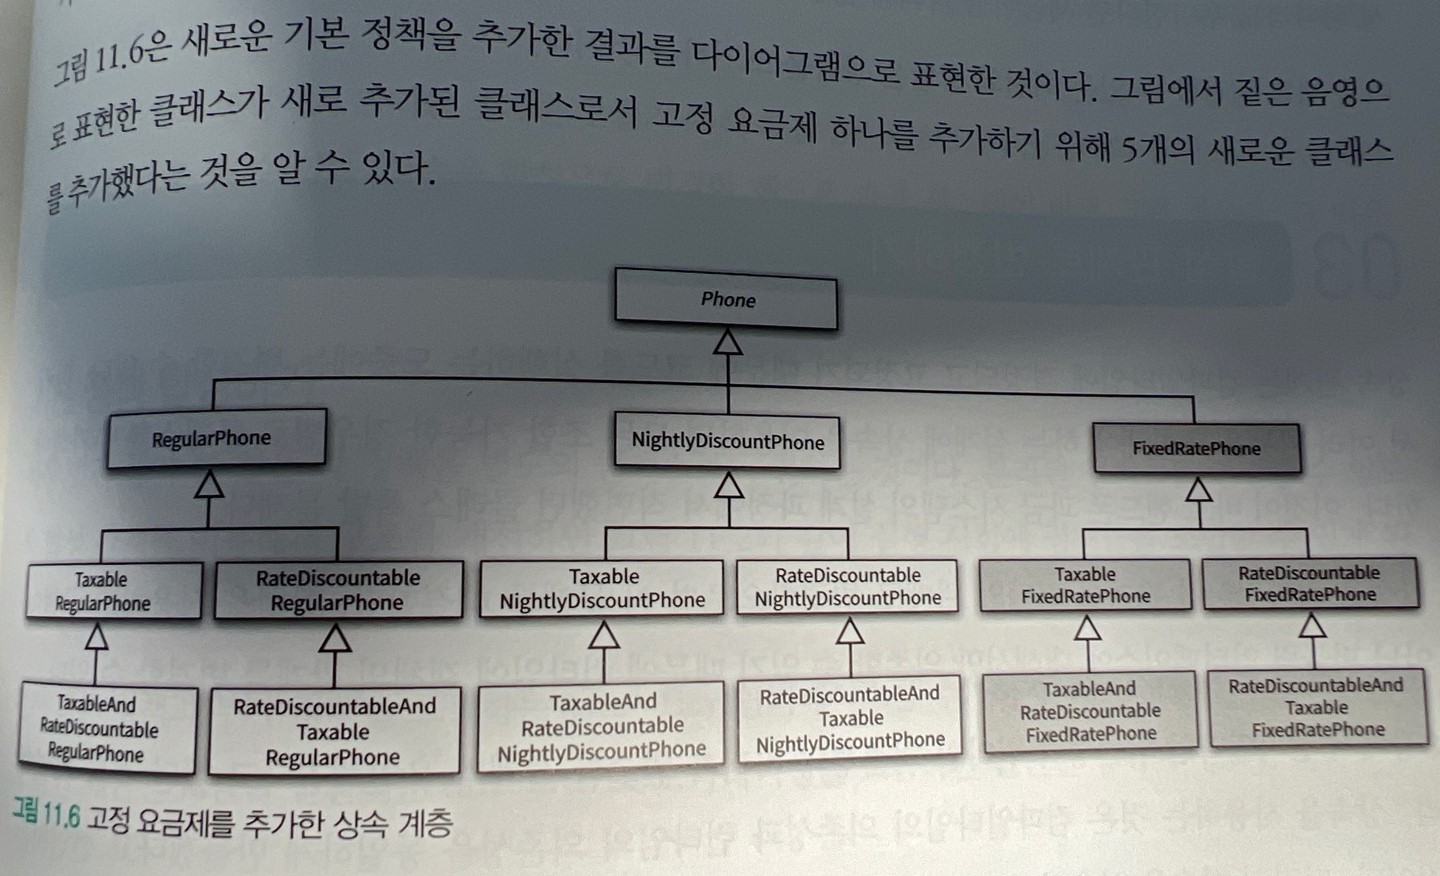 그림 11.6은 새로운 기본 정책을 추가한 결과를 다이어그램으로 표현한 것이다. 그림에서 짙은 음영으
로 표현한 클래스가 새로 추가된 클래스로서 고정 요금제 하나를 추가하기 위해 5개의 새로운 클래스
를 추가했다는 것을 알 수 있다.
Phone
RegularPhone
NightlyDiscountPhone
FixedRatePhone
Taxable
RegularPhone
RateDiscountable
RegularPhone
Taxable
NightlyDiscountPhone
RateDiscountable
NightlyDiscountPhone
Taxable
FixedRatePhone
RateDiscountable
FixedRatePhone
TaxableAnd
RateDiscountable
RegularPhone
RateDiscountableAnd
Taxable
RegularPhone
TaxableAnd
RateDiscountable
NightlyDiscountPhone
RateDiscountableAnd
Taxable
NightlyDiscountPhone
TaxableAnd
RateDiscountable
FixedRatePhone
RateDiscountableAnd
Taxable
FixedRatePhone
그림 11.6 고정 요금제를 추가한 상속 계층